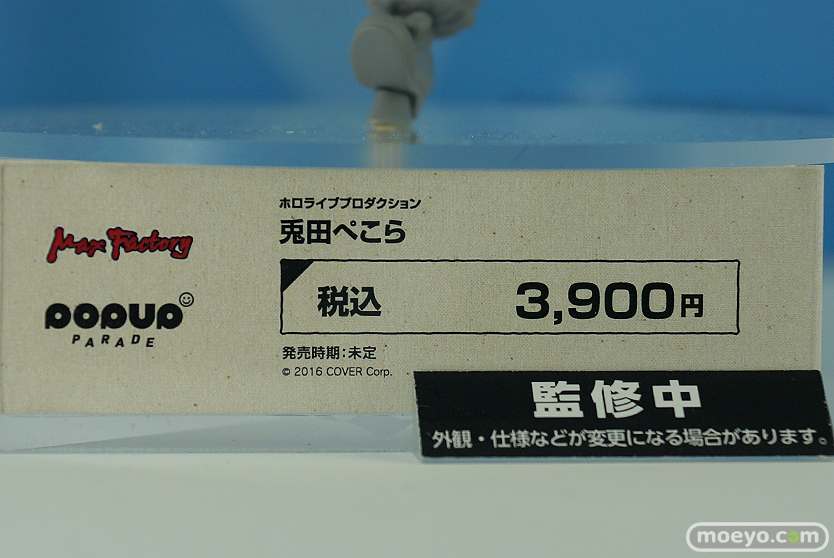 Max Factory
POPUP
PARADE
ホロライブプロダクション
兎田ぺこら
税込 3,900円
発売時期：未定
© 2016 COVER Corp.
監修中
外観・仕様などが変更になる場合があります。
moeyo.com